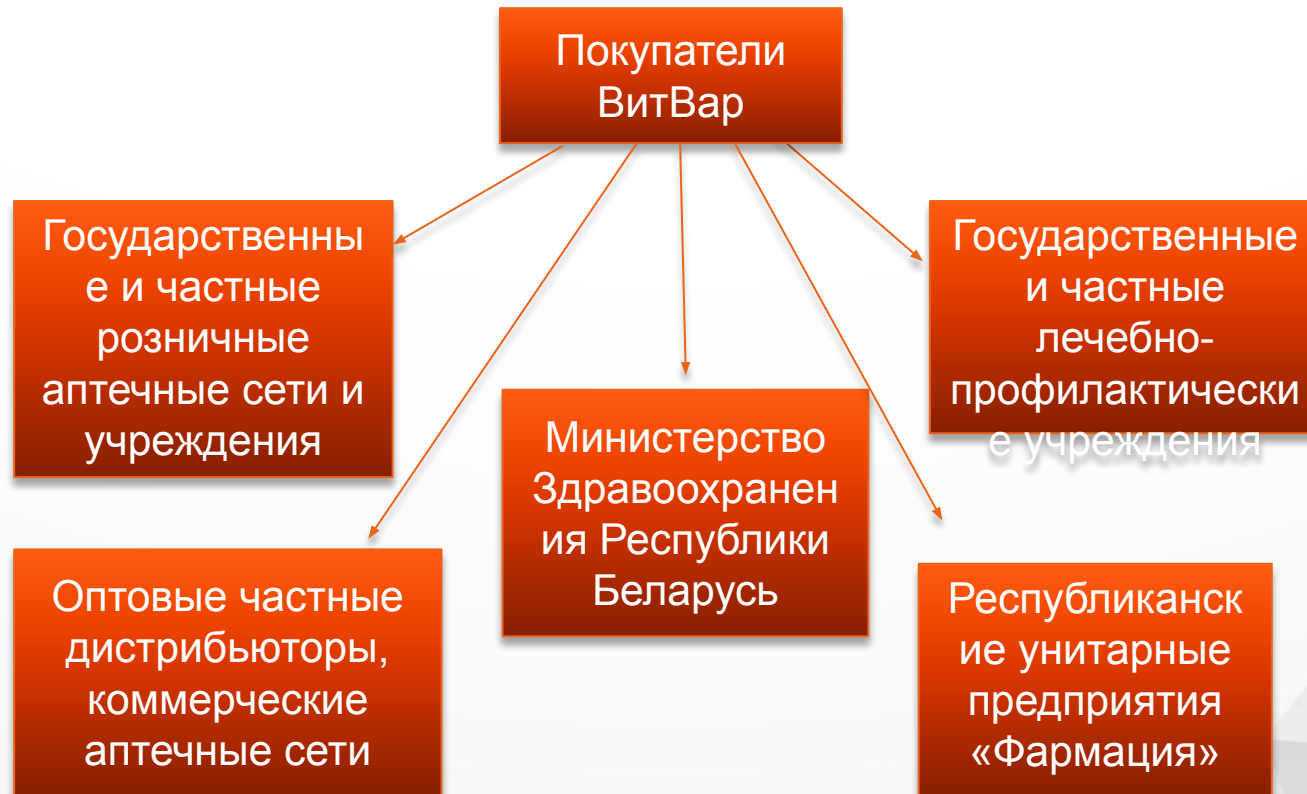 Покупатели
ВитВар
Государственны
е и частные
розничные
аптечные сети и
учреждения
Государственные
и частные
лечебно-
профилактически
е учреждения
Министерство
Здравоохранен
ия Республики
Беларусь
Оптовые частные
дистрибьюторы,
коммерческие
аптечные сети
Республиканск
ие унитарные
предприятия
«Фармация»